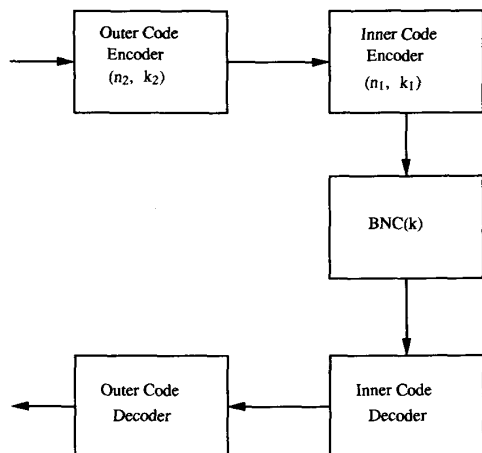 Outer Code
Encoder
(n₂, k₂)
Inner Code
Encoder
(n₁, k₁)
BNC(k)
Outer Code
Decoder
Inner Code
Decoder